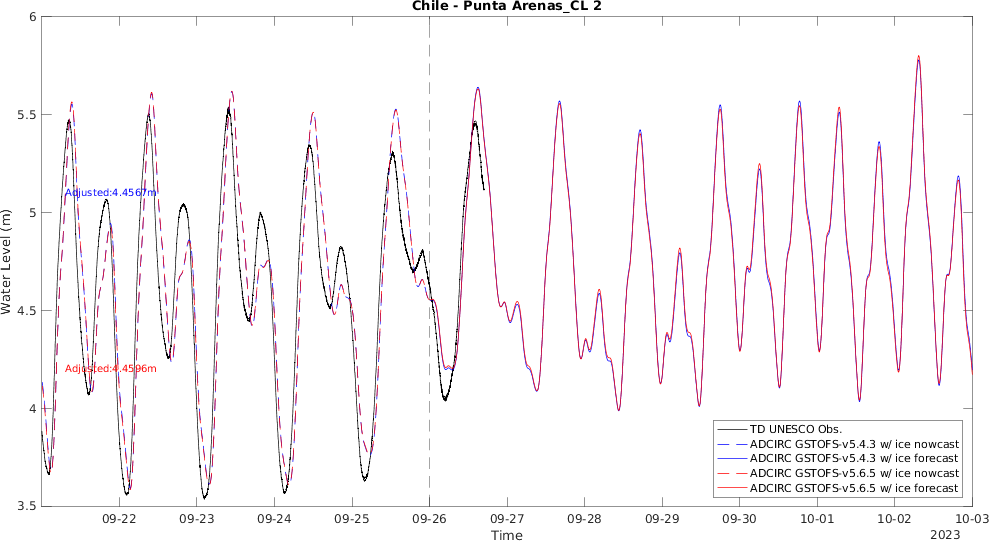 Chile - Punta Arenas_CL 2
6
5.5
5
4.5
4
3.5
Water Level (m)
Adjusted:4.4567m
Adjusted:4.4596m
TD UNESCO Obs.
ADCIRC GSTOFS-v5.4.3 w/ ice nowcast
ADCIRC GSTOFS-v5.4.3 w/ ice forecast
ADCIRC GSTOFS-v5.6.5 w/ ice nowcast
ADCIRC GSTOFS-v5.6.5 w/ ice forecast
09-22 09-23 09-24 09-25 09-26 09-27 09-28 09-29 09-30 10-01 10-02 10-03
Time
2023